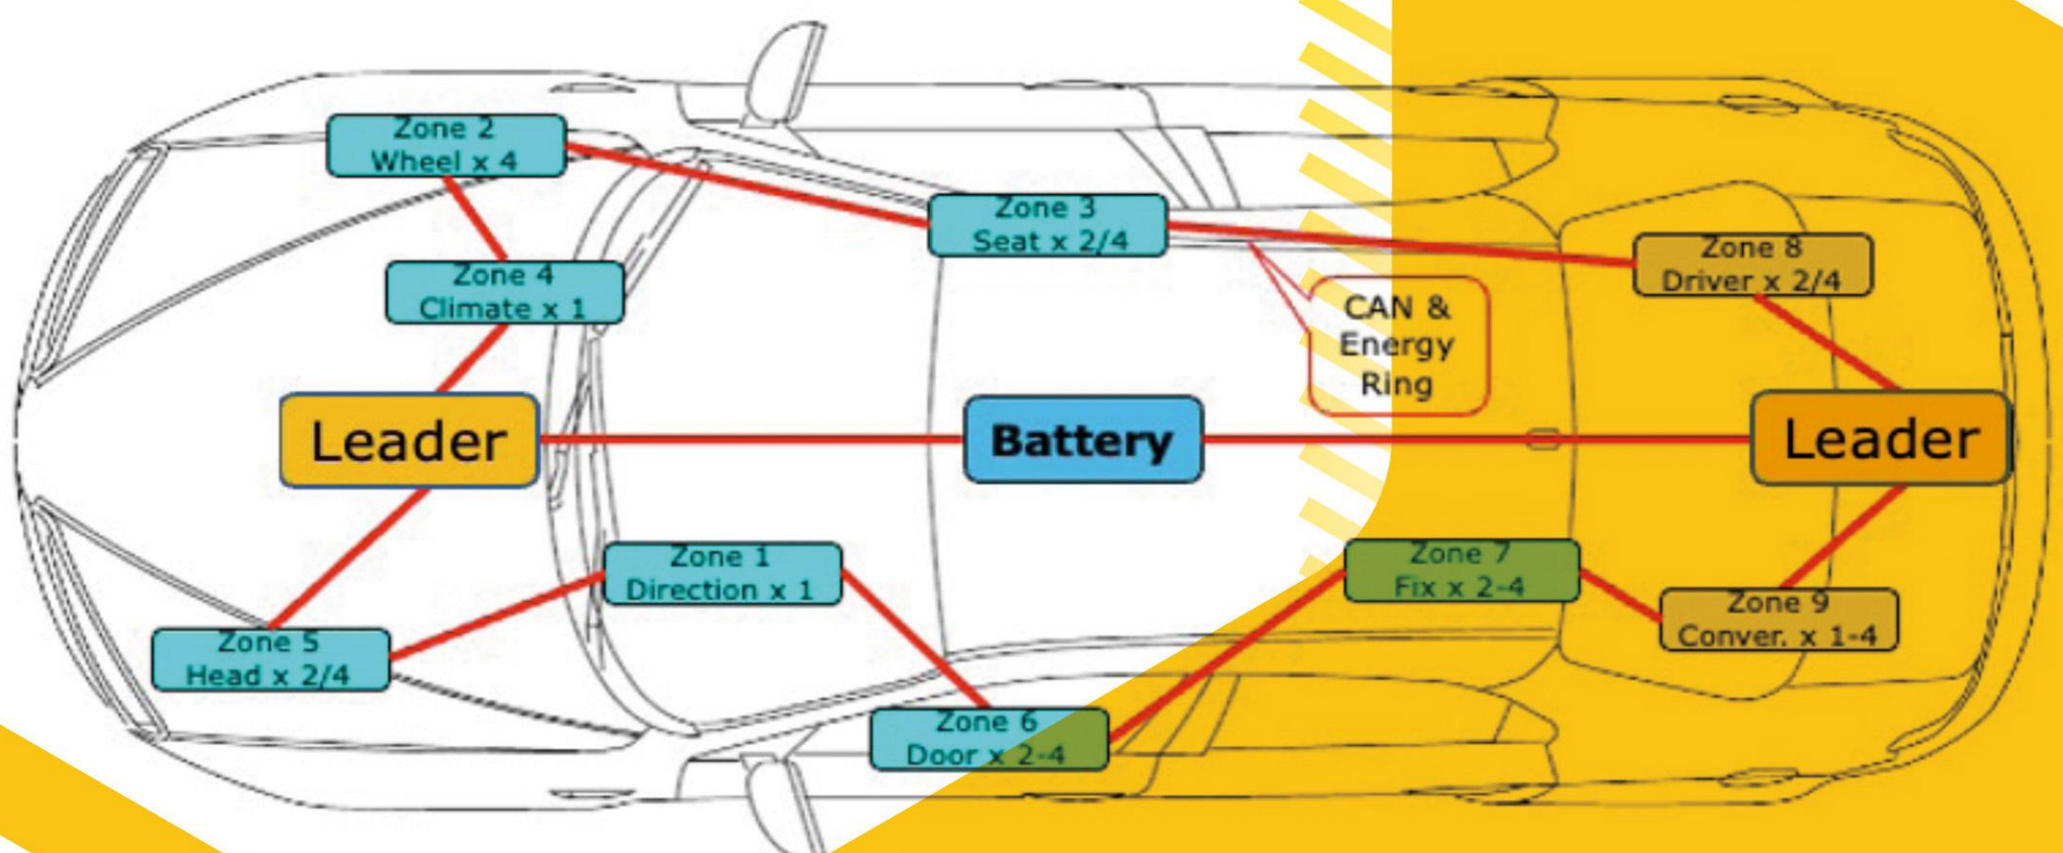 Zone 2
Wheel x 4
Zone 3
Seat x 2/4
Zone 8
Driver x 2/4
Zone 4
Climate x 1
CAN &
Energy
Ring
Leader
Battery
Leader
Zone 1
Direction x 1
Zone 7
Fix x 2-4
Zone 9
Conver. x 1-4
Zone 5
Head x 2/4
Zone 6
Door x 2-4